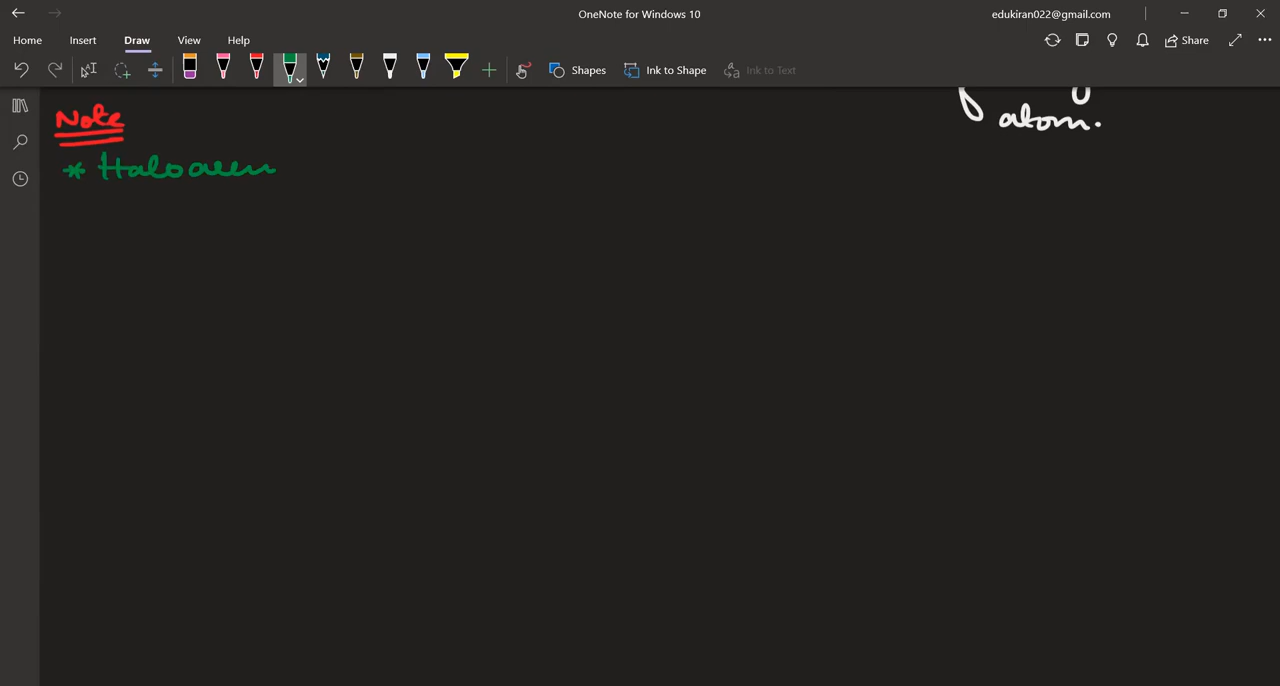 OneNote for Windows 10
edukiran022@gmail.com
Home Insert Draw View Help
Share
Shapes Ink to Shape Ink to Text
atom.
Note
* Haloaren